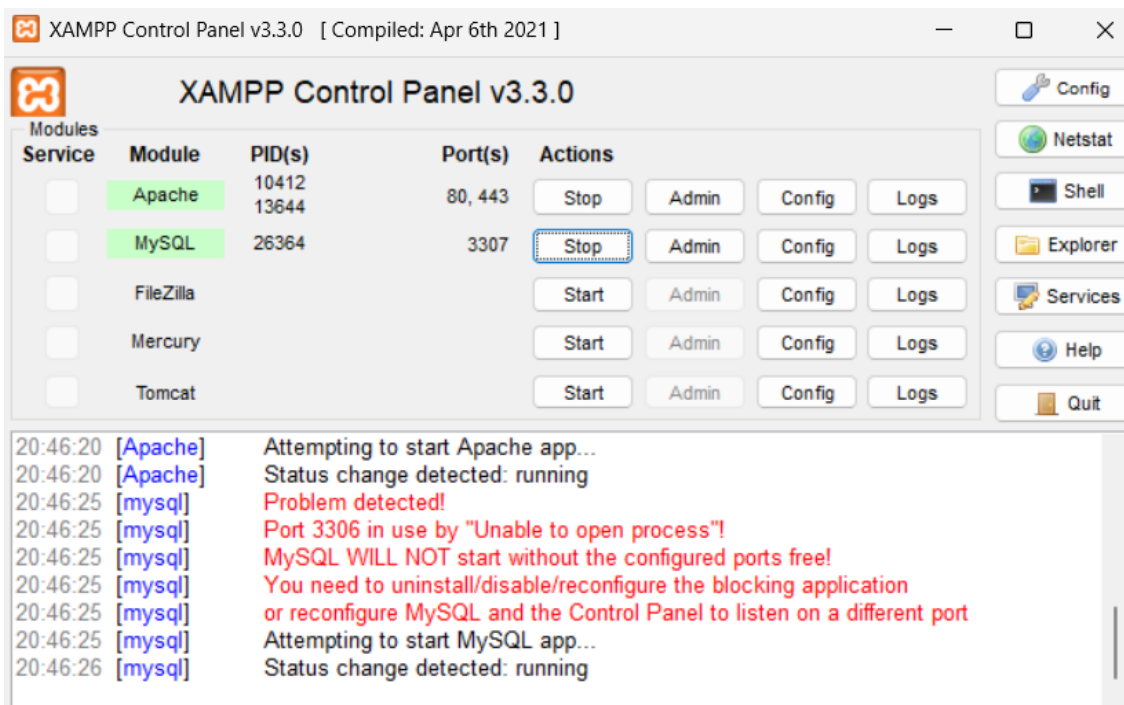 XAMPP Control Panel v3.3.0 [ Compiled: Apr 6th 2021 ]
XAMPP Control Panel v3.3.0
Config
Modules
Service Module PID(s) Port(s) Actions
Netstat
Apache 10412 13644 80, 443 Stop Admin Config Logs
Shell
MySQL 26364 3307 Stop Admin Config Logs
Explorer
FileZilla Start Admin Config Logs
Services
Mercury Start Admin Config Logs
Help
Tomcat Start Admin Config Logs
Quit
20:46:20 [Apache] Attempting to start Apache app...
20:46:20 [Apache] Status change detected: running
20:46:25 [mysql] Problem detected!
20:46:25 [mysql] Port 3306 in use by "Unable to open process"!
20:46:25 [mysql] MySQL WILL NOT start without the configured ports free!
20:46:25 [mysql] You need to uninstall/disable/reconfigure the blocking application
20:46:25 [mysql] or reconfigure MySQL and the Control Panel to listen on a different port
20:46:25 [mysql] Attempting to start MySQL app...
20:46:26 [mysql] Status change detected: running